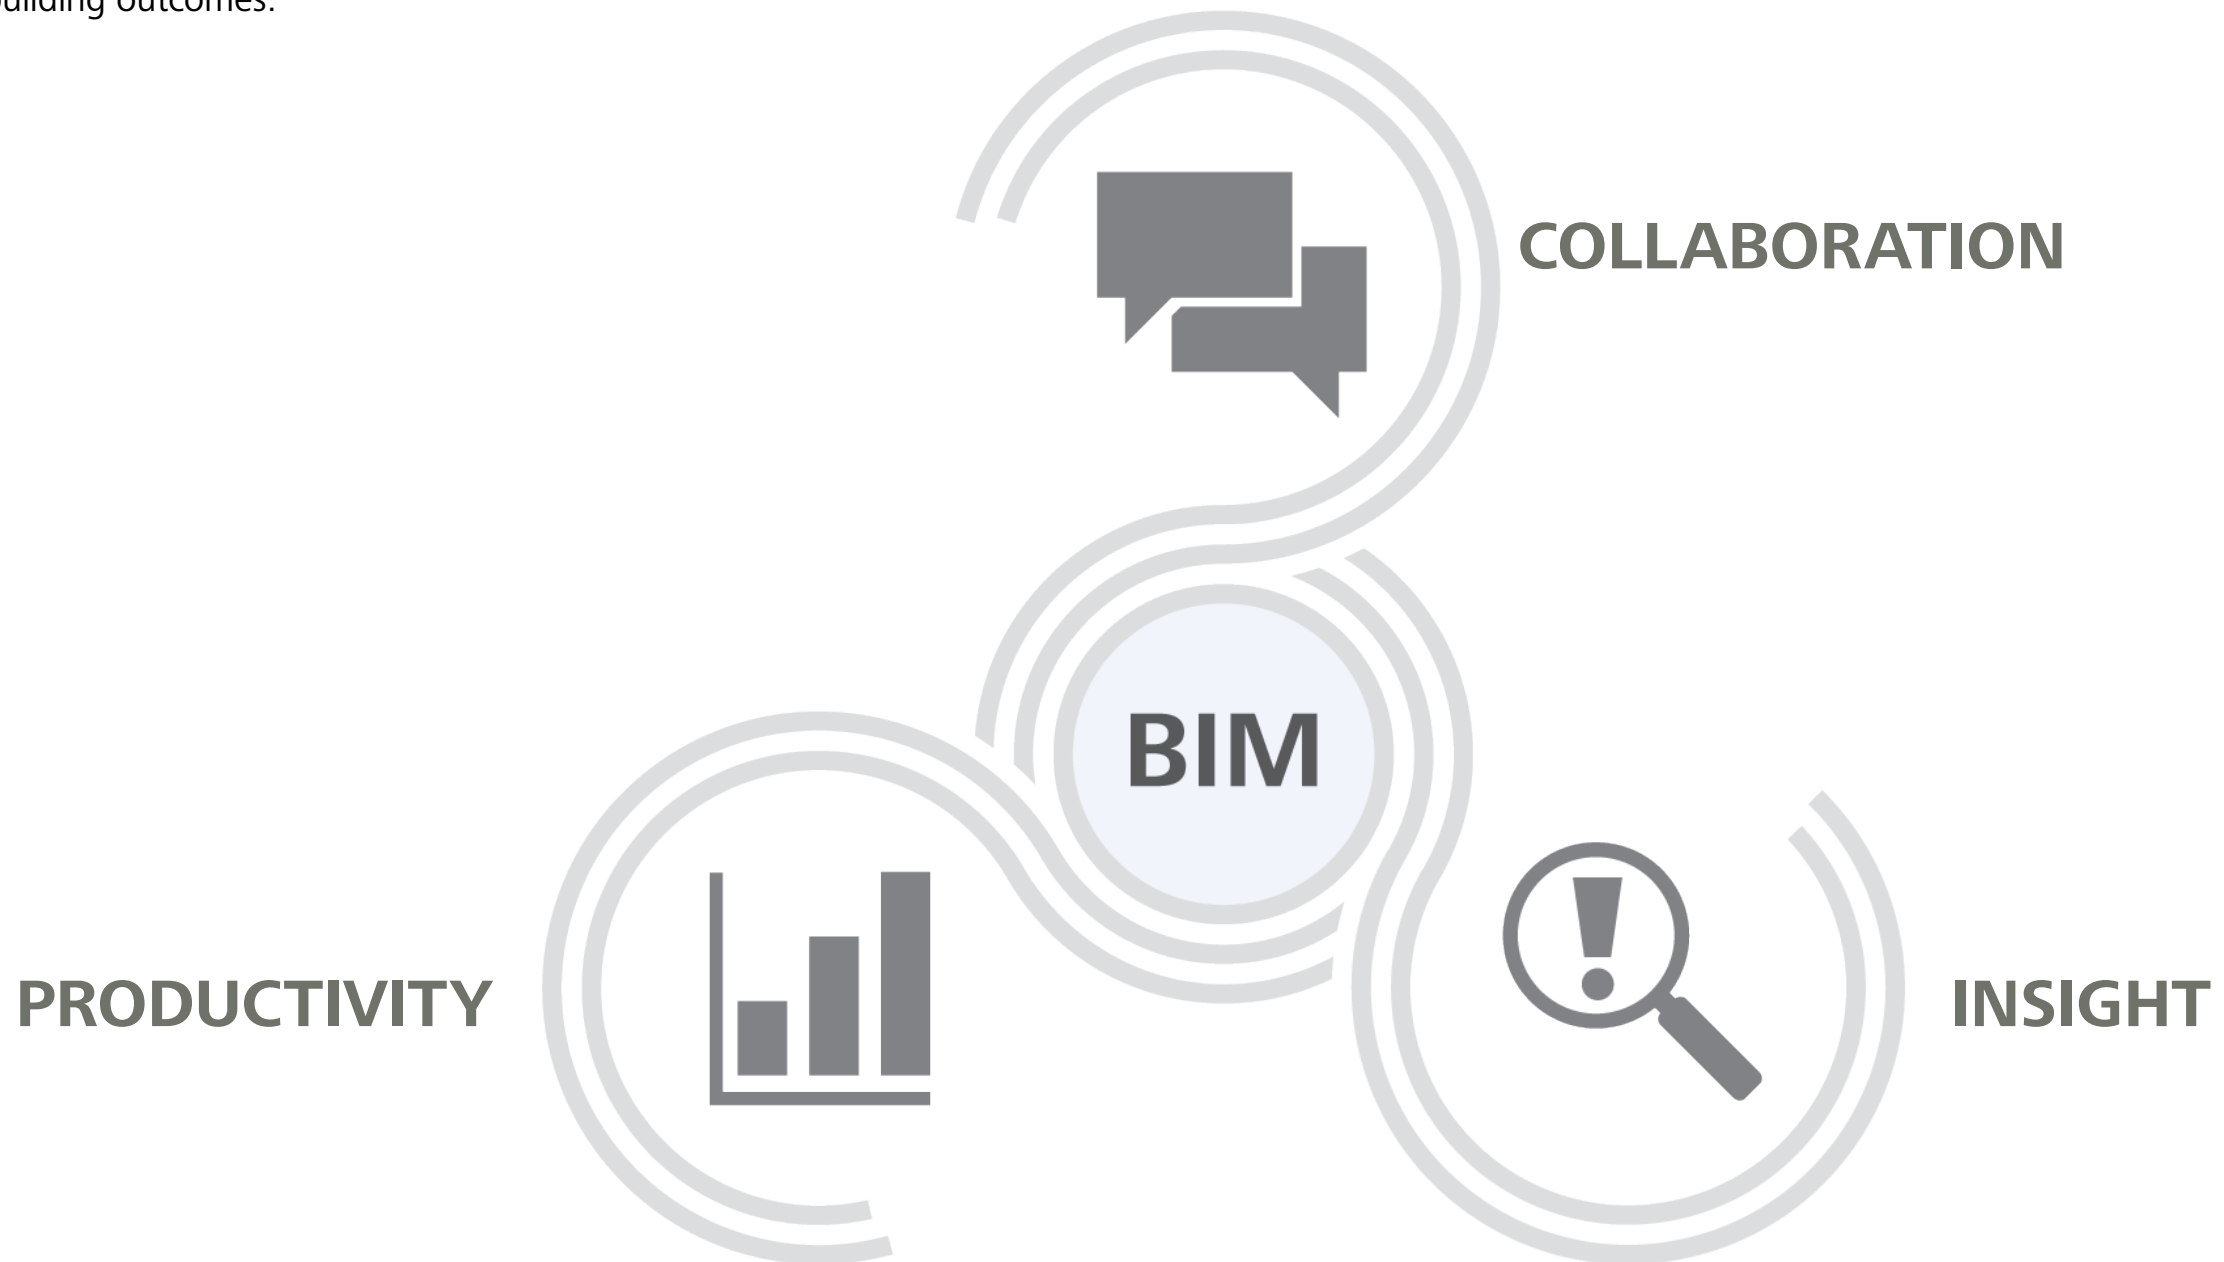 building outcomes.
COLLABORATION
BIM
PRODUCTIVITY
INSIGHT